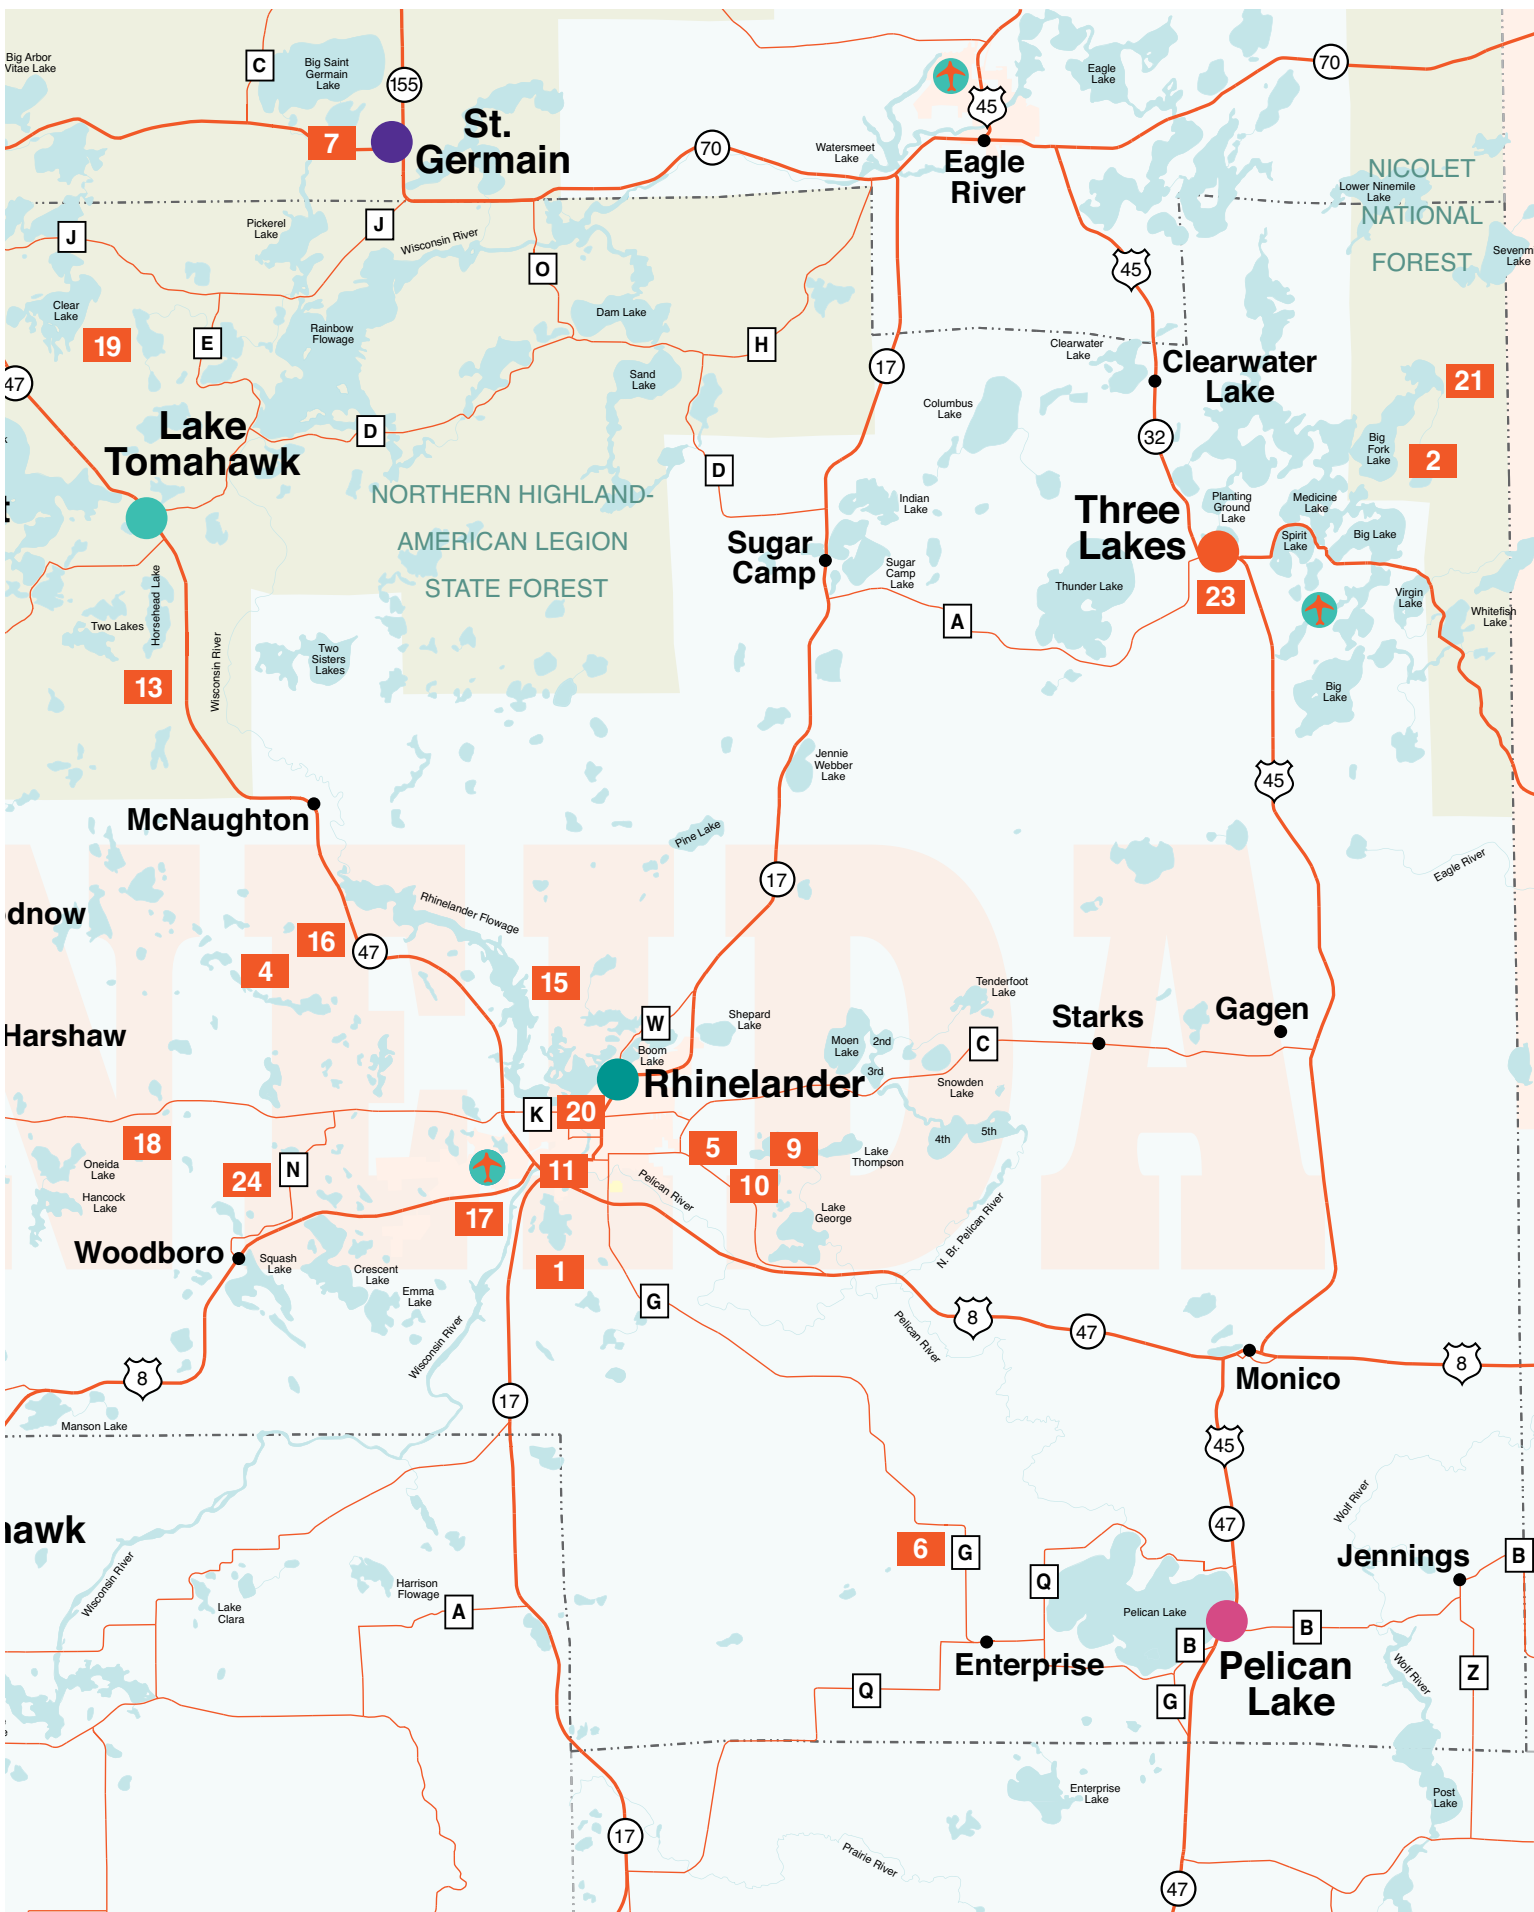 Big Arbor
Vitae Lake
C
Big Saint
Germain
Lake
155
7
St.
Germain
70
Watersmeet
Lake
45
Eagle
River
Eagle
Lake
70
NICOLET
NATIONAL
FOREST
Lower Ninemile
Lake
Sevenm
Lake
J
Pickerel
Lake
J
Wisconsin River
O
45
Clear
Lake
19
E
Rainbow
Flowage
Dam Lake
H
17
Clearwater
Lake
Clearwater
Lake
47
Sand
Lake
Columbus
Lake
21
Lake
Tomahawk
D
32
Big
Fork
Lake
2
D
NORTHERN HIGHLAND-
AMERICAN LEGION
STATE FOREST
t
Indian
Lake
Three
Lakes
Planting
Ground
Lake
Medicine
Lake
Spirit
Lake
Big Lake
Sugar
Camp
Sugar
Camp
Lake
Thunder Lake
23
Virgin
Lake
Whitefish
Lake
A
Horsehead Lake
Two Lakes
Wisconsin River
Two
Sisters
Lakes
13
Big
Lake
Jennie
Webber
Lake
45
McNaughton
Pine Lake
Eagle River
17
NEIDA
odnow
Rhinelander Flowage
16
47
4
15
Tenderfoot
Lake
W
Shepard
Lake
Harshaw
Boom
Lake
Moen
Lake
2nd
3rd
C
Starks
Gagen
Rhinelander
Snowden
Lake
K
20
18
5
9
4th
5th
Oneida
Lake
N
24
11
10
Lake
Thompson
Hancock
Lake
17
Pelican River
Lake
George
N. Br. Pelican River
Woodboro
Squash
Lake
Crescent
Lake
Emma
Lake
1
G
8
47
Wisconsin River
Pelican River
8
8
Monico
17
Manson Lake
45
Wolf River
hawk
47
6
G
Jennings
B
Wisconsin River
Harrison
Flowage
Lake
Clara
A
Q
Pelican Lake
B
B
Enterprise
Pelican
Lake
Wolf River
Z
Q
G
Enterprise
Lake
Post
Lake
17
Prairie River
47